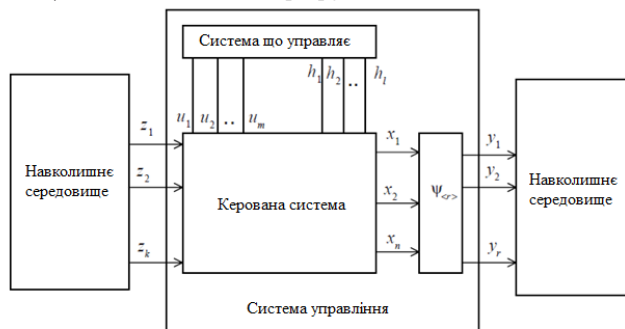 Система що управляє
h₁ h₂ .. hₗ
u₁ u₂ .. uₘ
z₁
z₂
zₖ
Навколишнє
середовище
Керована система
x₁
x₂
xₙ
Ψ<r>
y₁
y₂
yᵣ
Навколишнє
середовище
Система управління